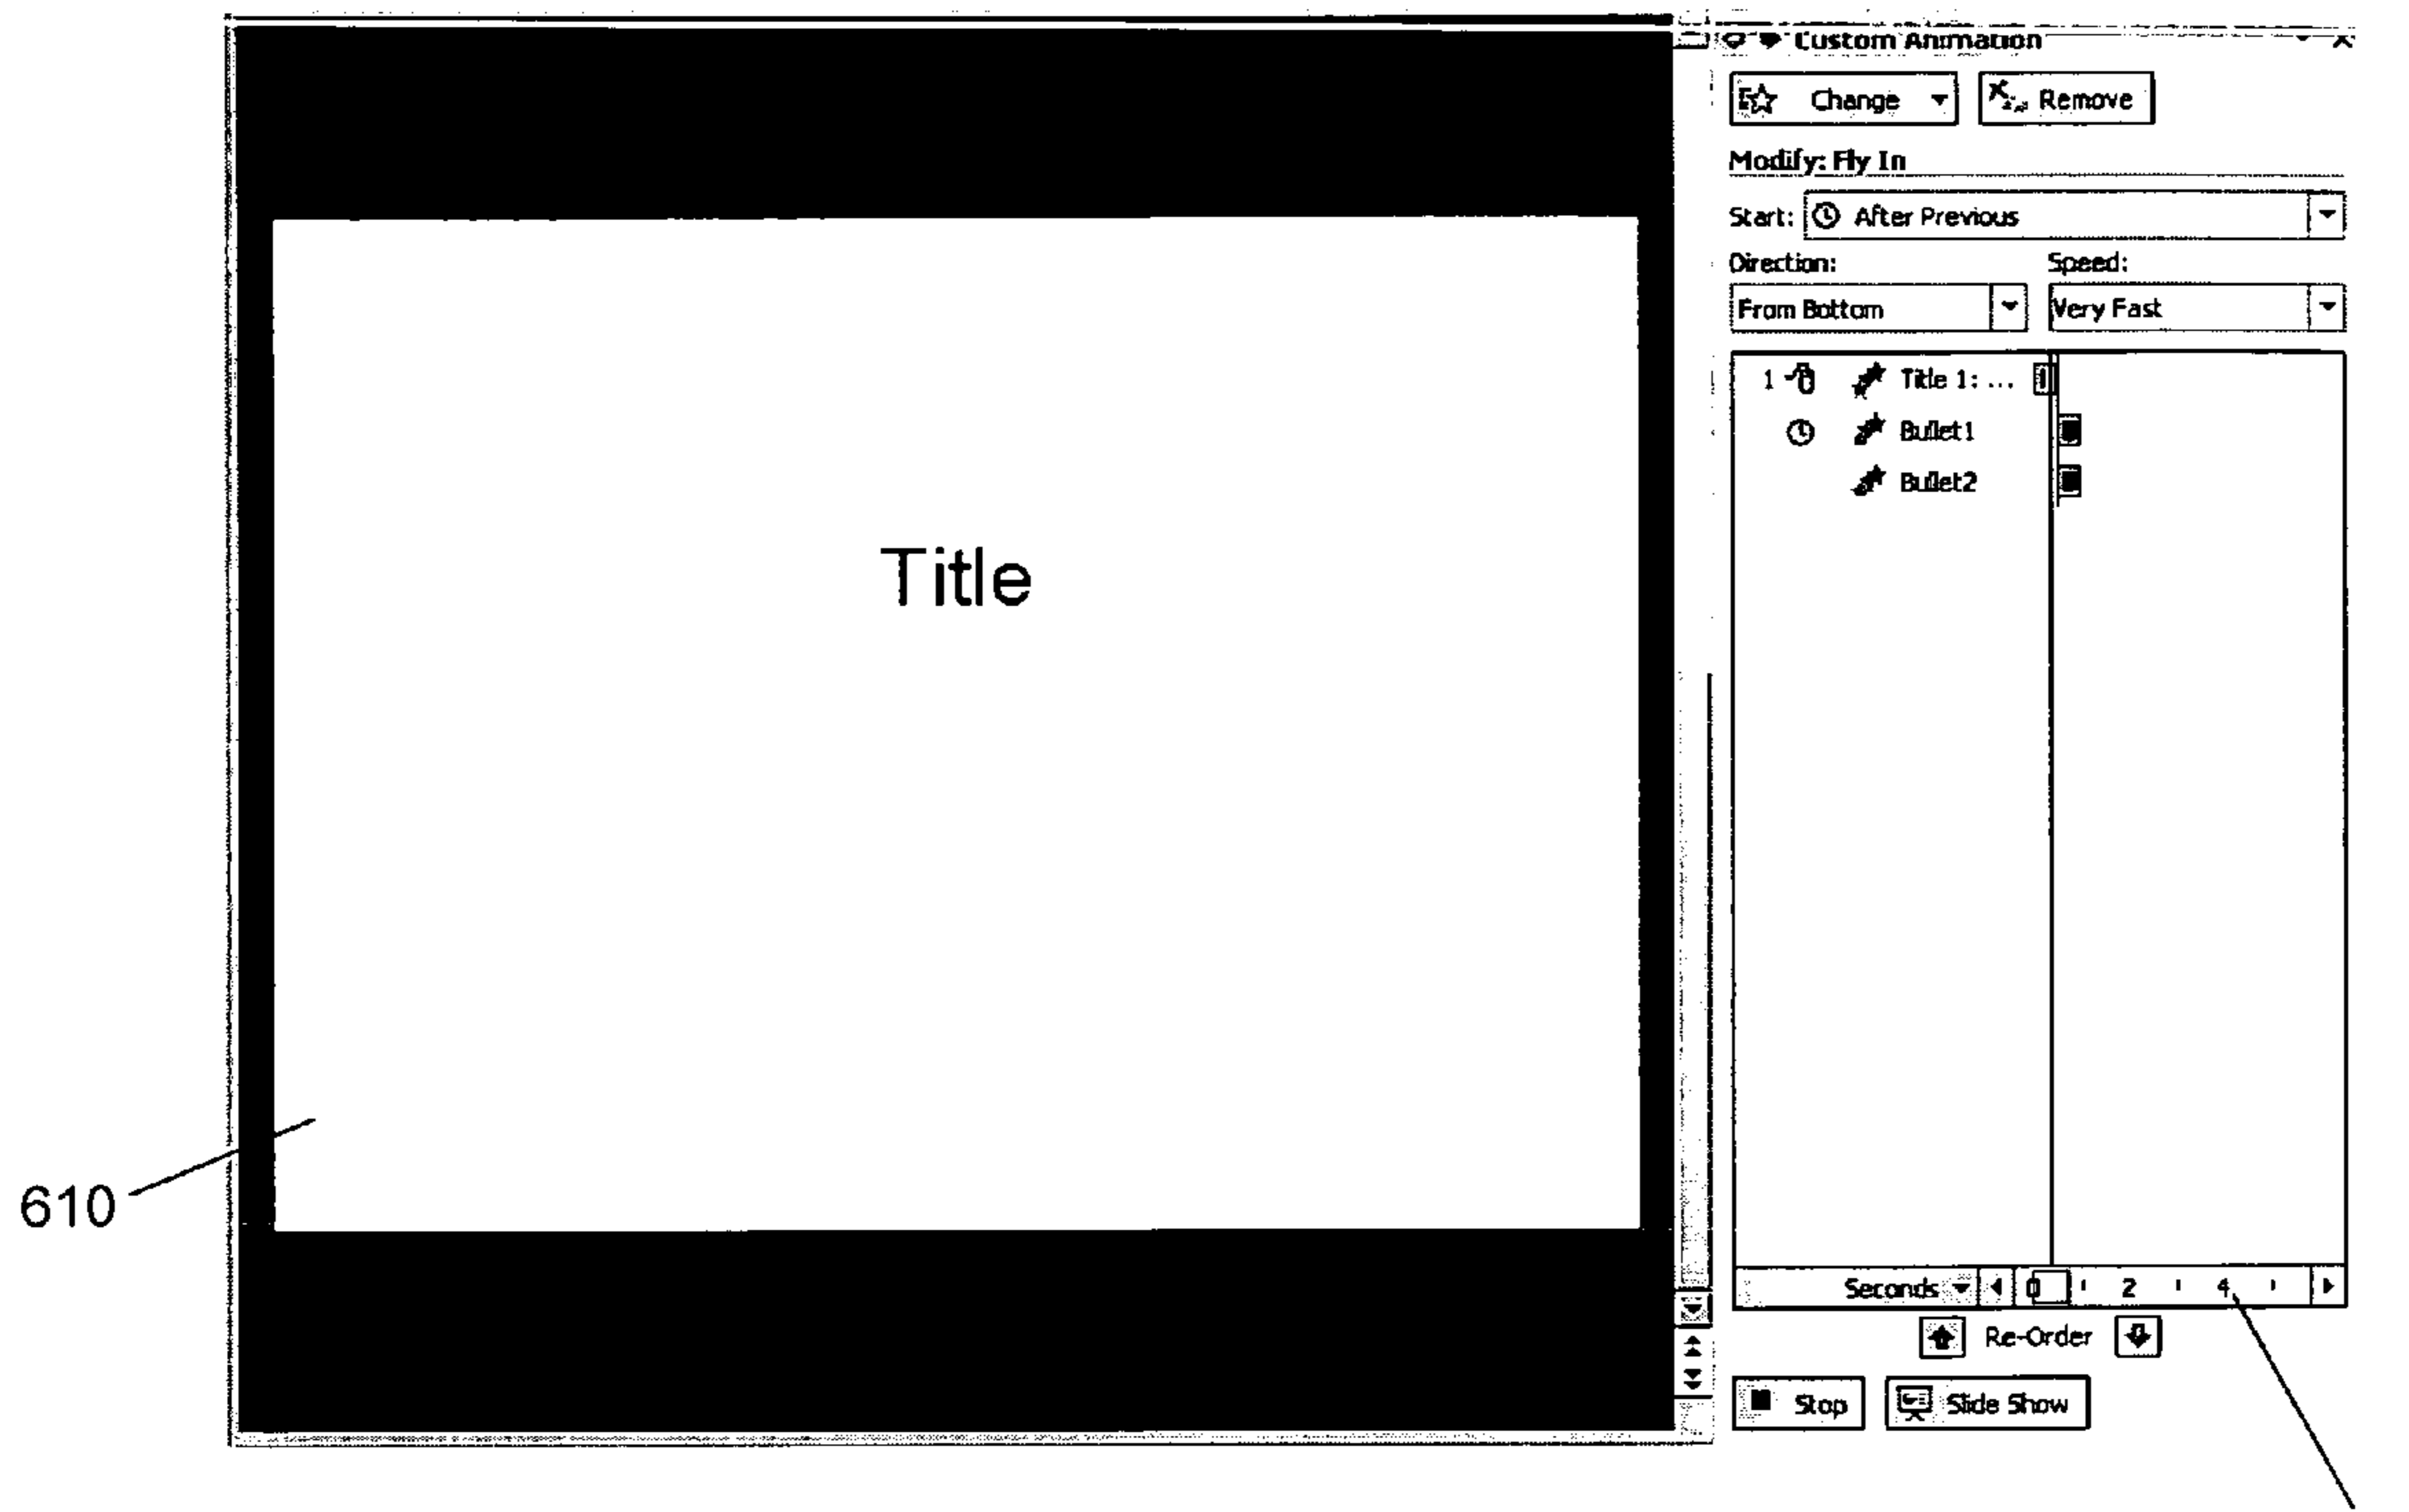 Custom Animation
Change
Remove
Modify: Fly In
Start: After Previous
Direction: Speed:
From Bottom Very Fast
1 Title 1: ...
Bullet1
Bullet2
Title
610
Seconds 0 2 4
Re-Order
Stop
Slide Show